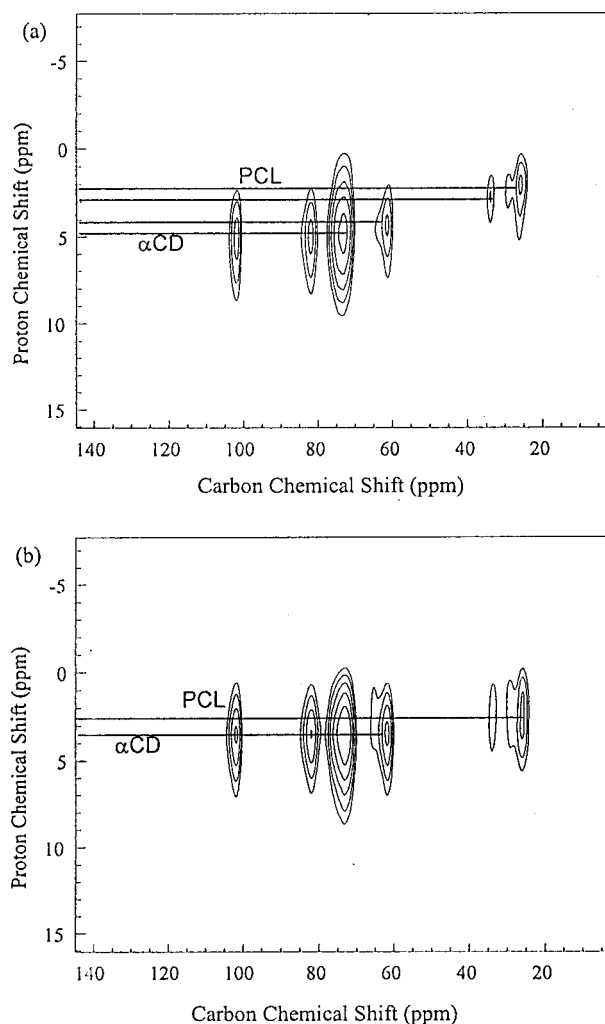 (a)
-5
0
5
10
15
PCL
αCD
140 120 100 80 60 40 20
Proton Chemical Shift (ppm)
Carbon Chemical Shift (ppm)
(b)
-5
0
5
10
15
PCL
αCD
140 120 100 80 60 40 20
Proton Chemical Shift (ppm)
Carbon Chemical Shift (ppm)